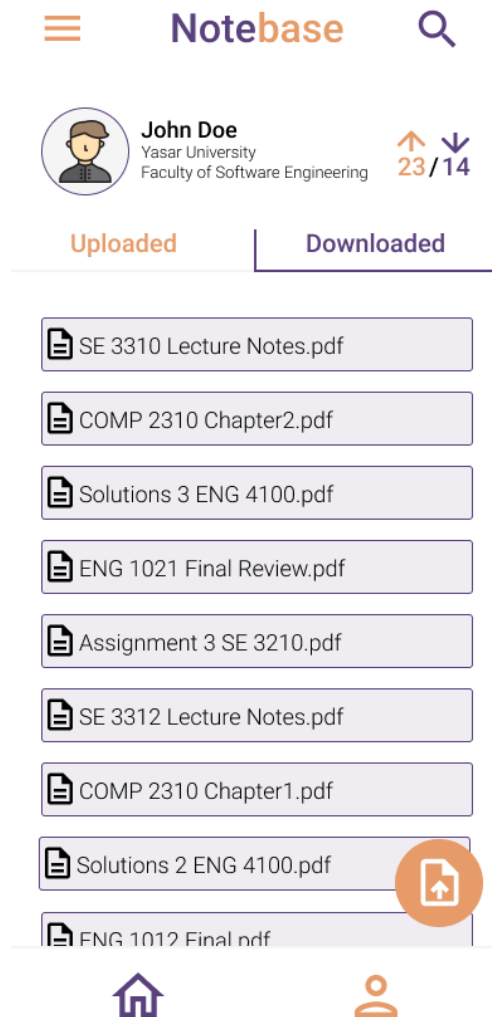 Notebase
John Doe
Yasar University
Faculty of Software Engineering
23/14
Uploaded
Downloaded
SE 3310 Lecture Notes.pdf
COMP 2310 Chapter2.pdf
Solutions 3 ENG 4100.pdf
ENG 1021 Final Review.pdf
Assignment 3 SE 3210.pdf
SE 3312 Lecture Notes.pdf
COMP 2310 Chapter1.pdf
Solutions 2 ENG 4100.pdf
ENG 1012 Final.pdf